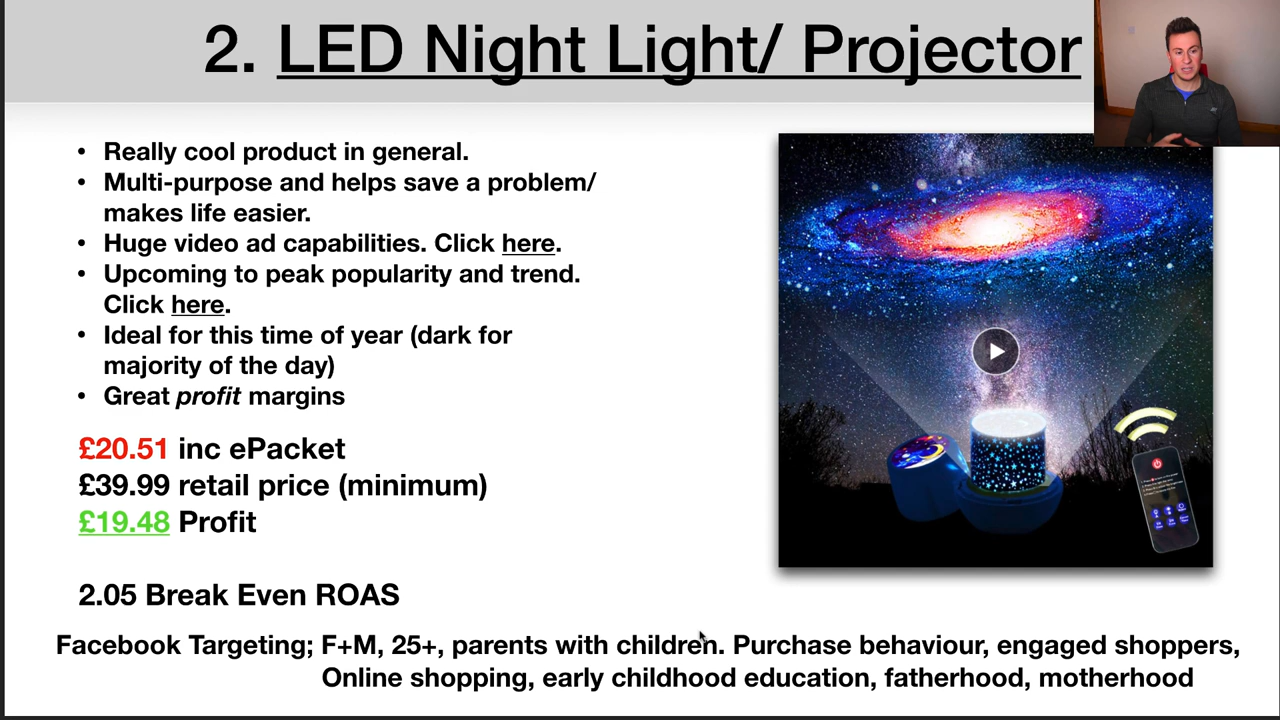 2. LED Night Light/ Projector
• Really cool product in general.
• Multi-purpose and helps save a problem/
makes life easier.
• Huge video ad capabilities. Click here.
• Upcoming to peak popularity and trend.
Click here.
• Ideal for this time of year (dark for
majority of the day)
• Great profit margins
£20.51 inc ePacket
£39.99 retail price (minimum)
£19.48 Profit
2.05 Break Even ROAS
Facebook Targeting; F+M, 25+, parents with children. Purchase behaviour, engaged shoppers,
Online shopping, early childhood education, fatherhood, motherhood